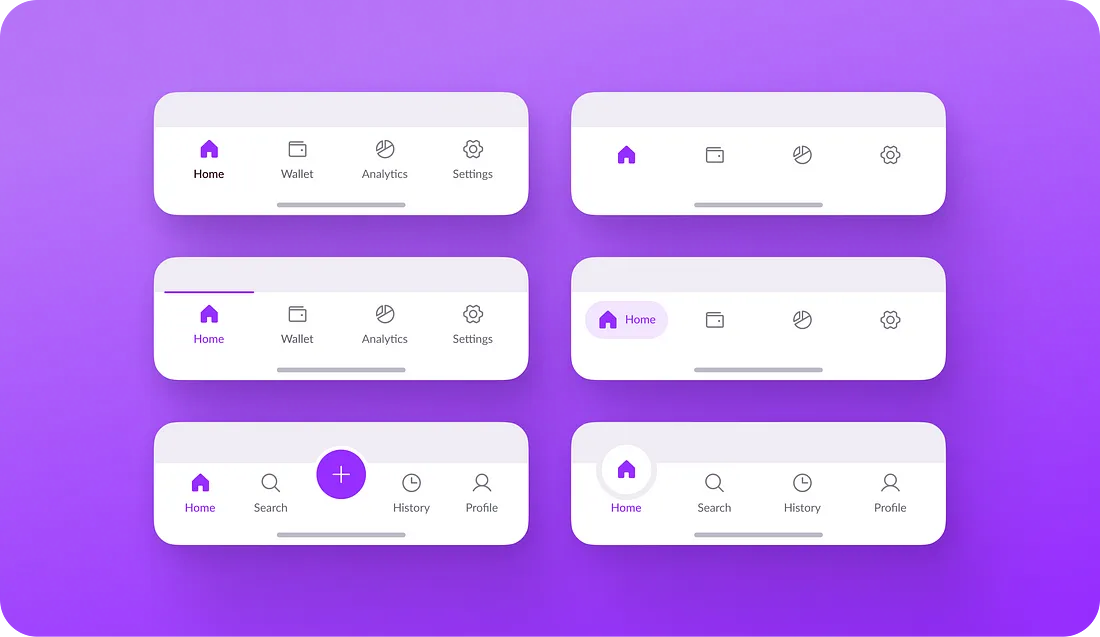 Home Wallet Analytics Settings
Home Wallet Analytics Settings
Home
Home Search History Profile
Home Search History Profile